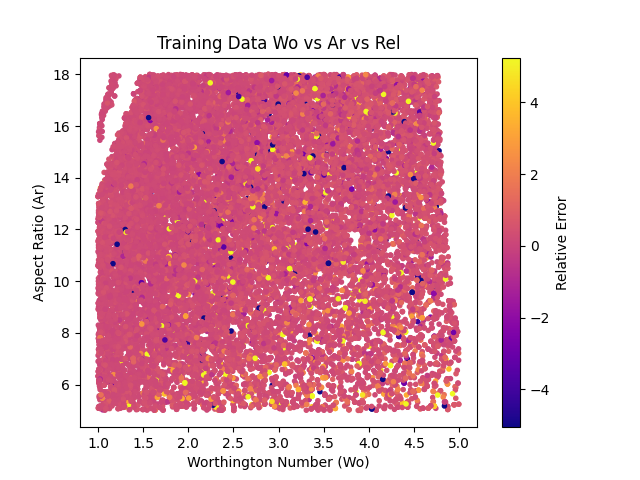 Training Data Wo vs Ar vs Rel
18
16
14
12
10
8
6
Aspect Ratio (Ar)
1.0 1.5 2.0 2.5 3.0 3.5 4.0 4.5 5.0
Worthington Number (Wo)
4
2
0
−2
−4
Relative Error